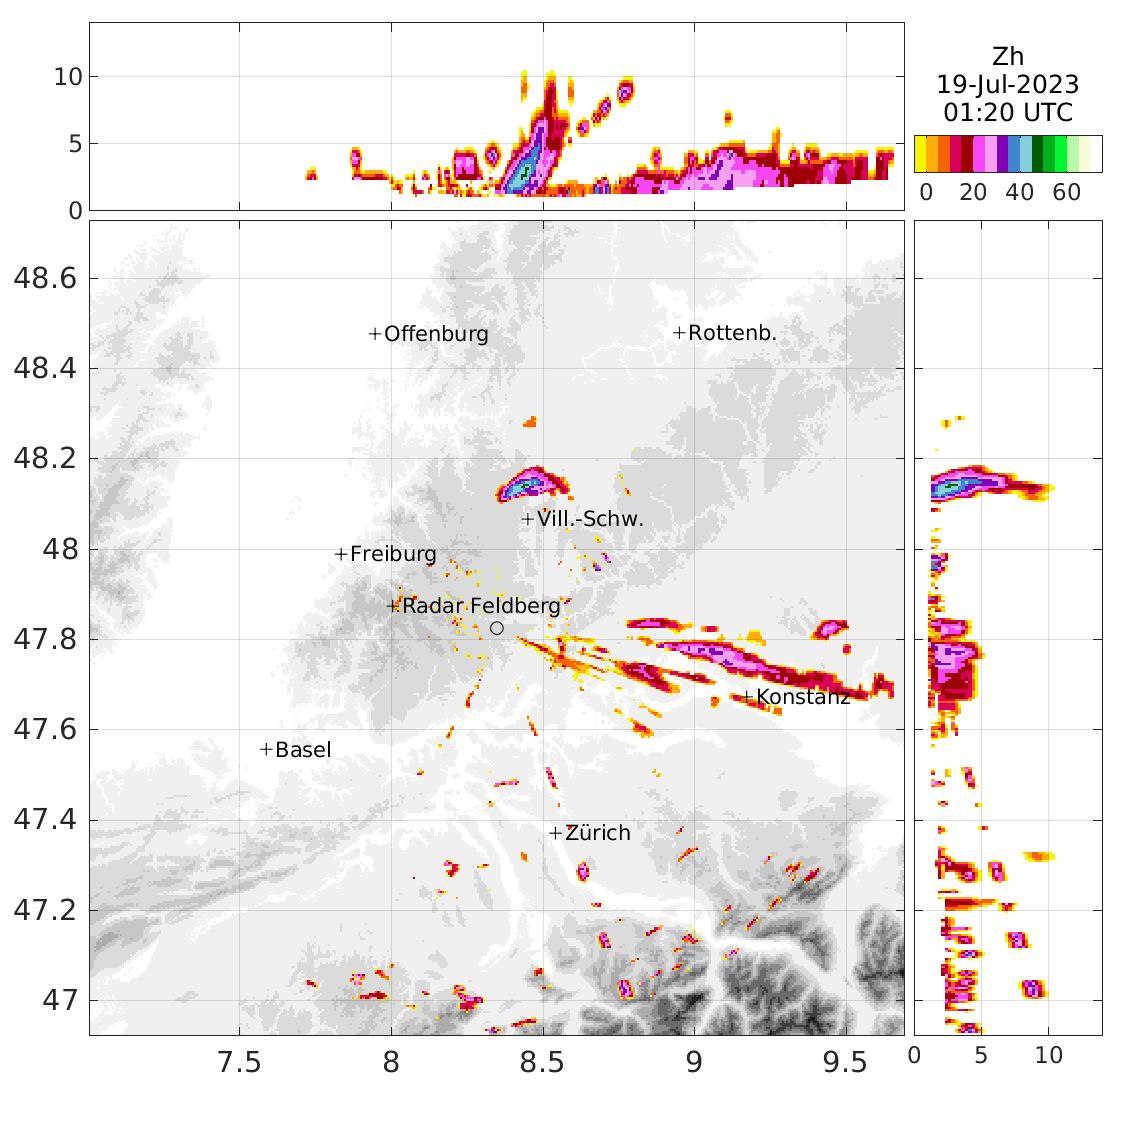 Zh
19-Jul-2023
01:20 UTC
10
5
0
0 20 40 60
48.6
48.4
48.2
48
47.8
47.6
47.4
47.2
47
+Offenburg
+Rottenb.
+Vill.-Schw.
+Freiburg
+Radar Feldberg
+Konstanz
+Basel
+Zürich
7.5 8 8.5 9 9.5
0 5 10